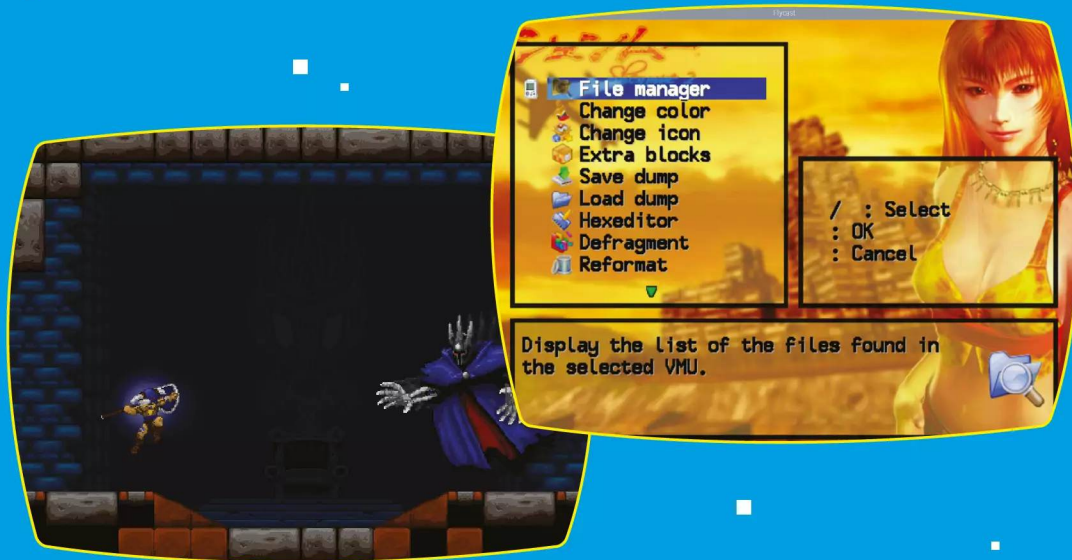 Flycast
File manager
Change color
Change icon
Extra blocks
Save dump
Load dump
Hexeditor
Defragment
Reformat
/ : Select
: OK
: Cancel
Display the list of the files found in
the selected VMU.